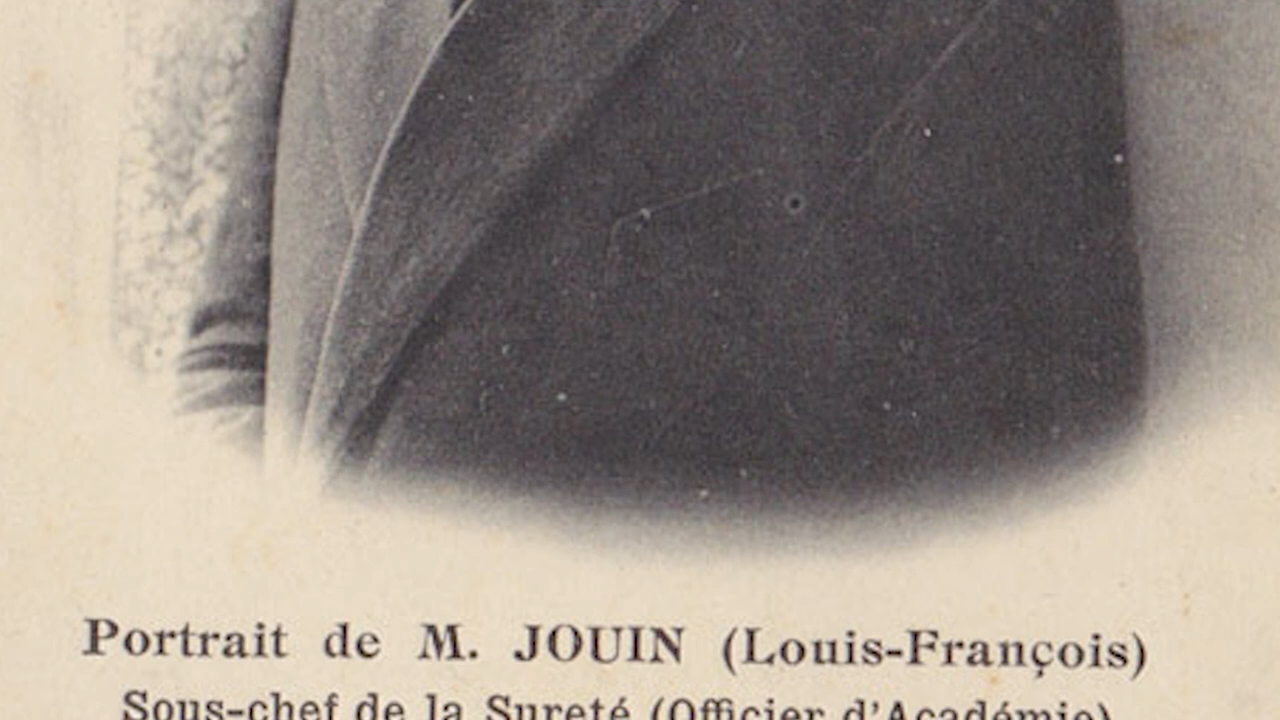 Portrait de M. JOUIN (Louis-François)
Sous-chef de la Sureté (Officier d'Académie)